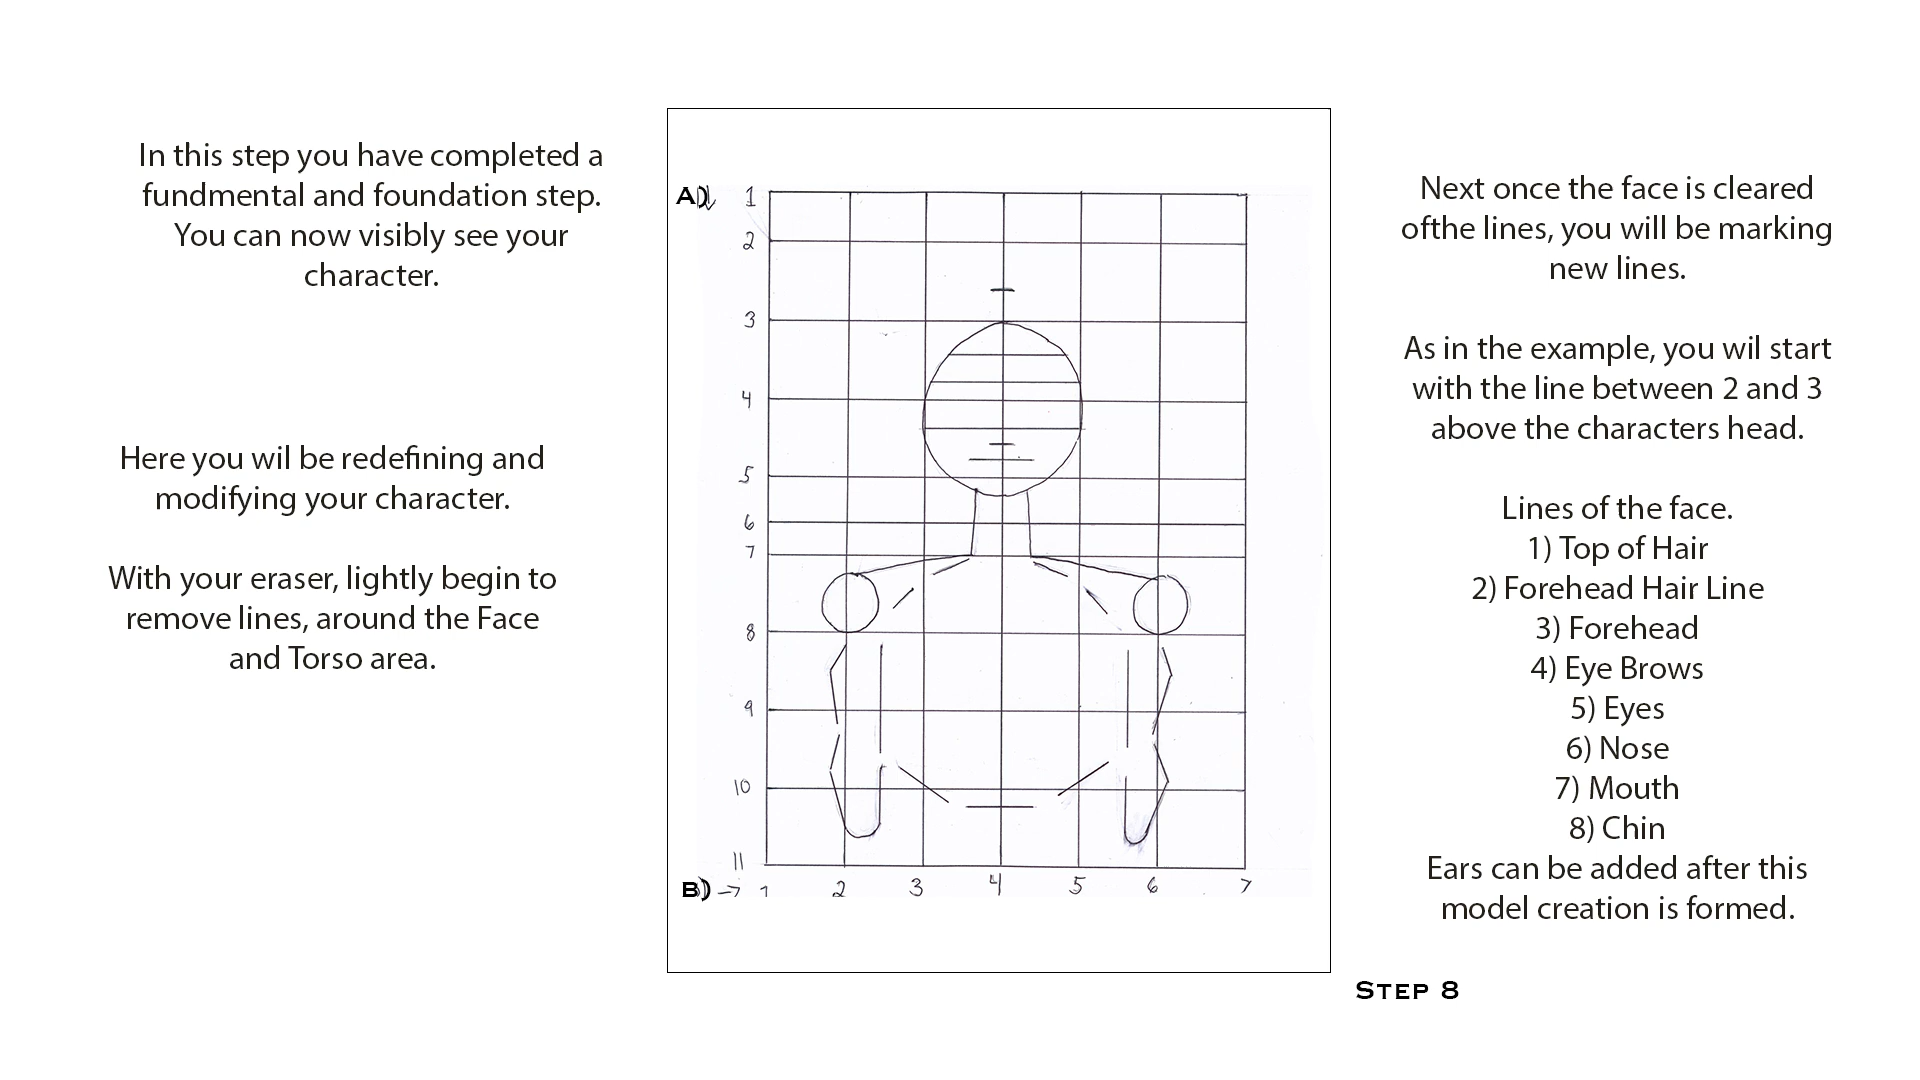 In this step you have completed a
fundmental and foundation step.
You can now visibly see your
character.
Here you wil be redefining and
modifying your character.
With your eraser, lightly begin to
remove lines, around the Face
and Torso area.
A)
1
2
3
4
5
6
7
8
9
10
11
B) → 1 2 3 4 5 6 7
Next once the face is cleared
ofthe lines, you will be marking
new lines.
As in the example, you wil start
with the line between 2 and 3
above the characters head.
Lines of the face.
1) Top of Hair
2) Forehead Hair Line
3) Forehead
4) Eye Brows
5) Eyes
6) Nose
7) Mouth
8) Chin
Ears can be added after this
model creation is formed.
Step 8